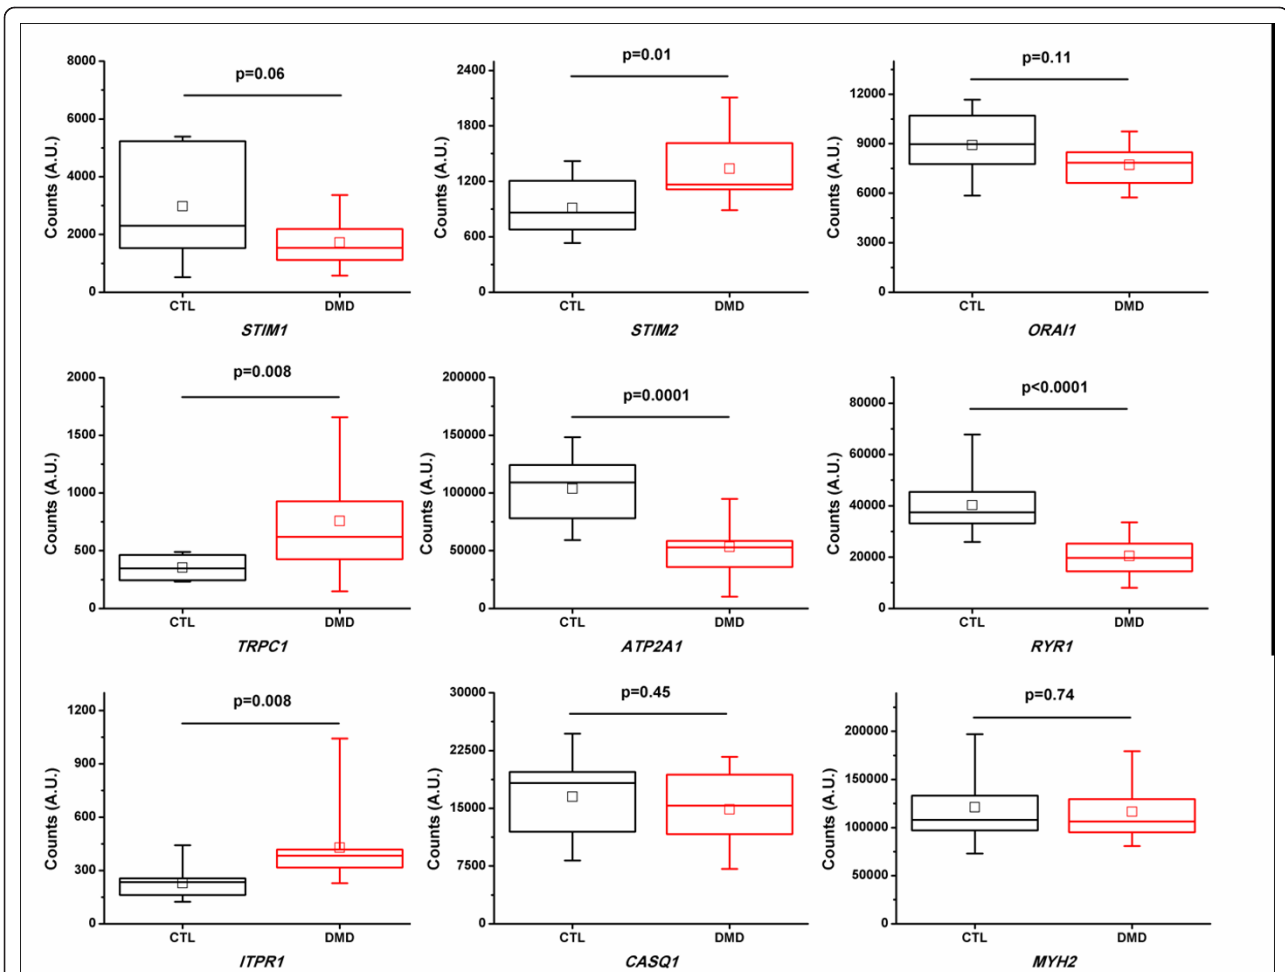 p=0.06
8000
6000
4000
2000
0
Counts (A.U.)
CTL DMD
STIM1
p=0.01
2400
1800
1200
600
0
Counts (A.U.)
CTL DMD
STIM2
p=0.11
12000
9000
6000
3000
0
Counts (A.U.)
CTL DMD
ORAI1
p=0.008
2000
1500
1000
500
0
Counts (A.U.)
CTL DMD
TRPC1
p=0.0001
200000
150000
100000
50000
0
Counts (A.U.)
CTL DMD
ATP2A1
p<0.0001
80000
60000
40000
20000
0
Counts (A.U.)
CTL DMD
RYR1
p=0.008
1200
900
600
300
0
Counts (A.U.)
CTL DMD
ITPR1
p=0.45
30000
22500
15000
7500
0
Counts (A.U.)
CTL DMD
CASQ1
p=0.74
200000
150000
100000
50000
0
Counts (A.U.)
CTL DMD
MYH2